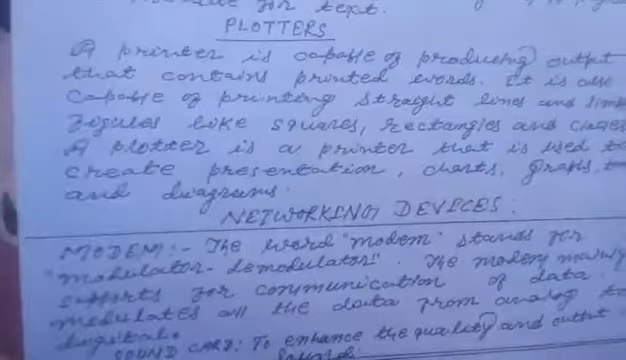 for text.
PLOTTERS
A printer is capable of producing output
that contains printed words. It is also
capable of printing straight lines and
figures like squares, rectangles and circles
A plotter is a printer that is used to
create presentation, charts, graphs,
and diagrams.
NETWORKING DEVICES:
MODEM:- The word "modem" stands for
"modulator-demodulator". The modem mainly
supports for communication of data.
modulates all the data from analog to
digital.
SOUND CARD: To enhance the quality and output